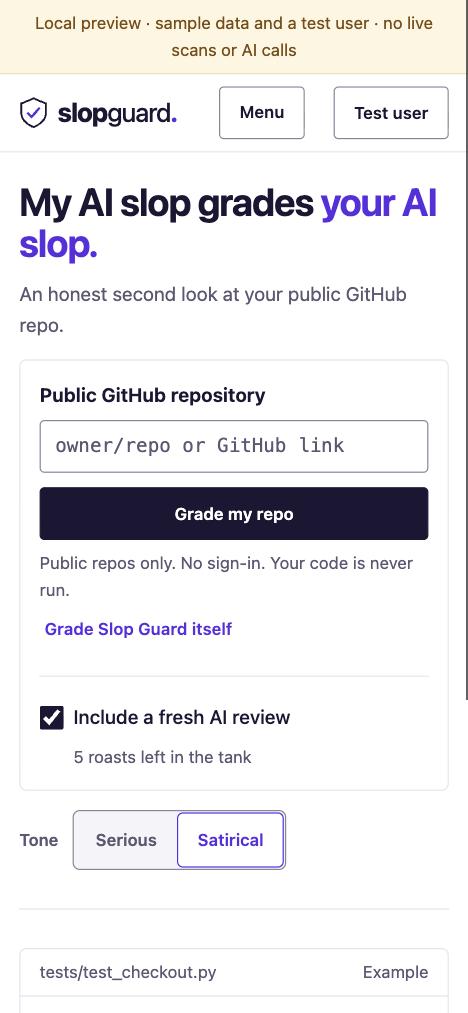 Local preview · sample data and a test user · no live
scans or AI calls
slopguard.
Menu
Test user
My AI slop grades your AI
slop.
An honest second look at your public GitHub
repo.
Public GitHub repository
owner/repo or GitHub link
Grade my repo
Public repos only. No sign-in. Your code is never
run.
Grade Slop Guard itself
Include a fresh AI review
5 roasts left in the tank
Tone
Serious
Satirical
tests/test_checkout.py
Example